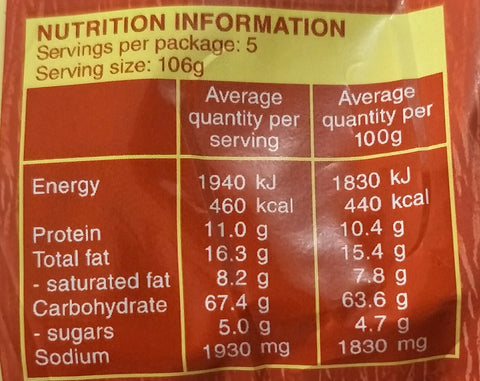 NUTRITION INFORMATION
Servings per package: 5
Serving size: 106g
Average quantity per serving Average quantity per 100g
Energy 1940 kJ 1830 kJ
460 kcal 440 kcal
Protein 11.0 g 10.4 g
Total fat 16.3 g 15.4 g
- saturated fat 8.2 g 7.8 g
Carbohydrate 67.4 g 63.6 g
- sugars 5.0 g 4.7 g
Sodium 1930 mg 1830 mg